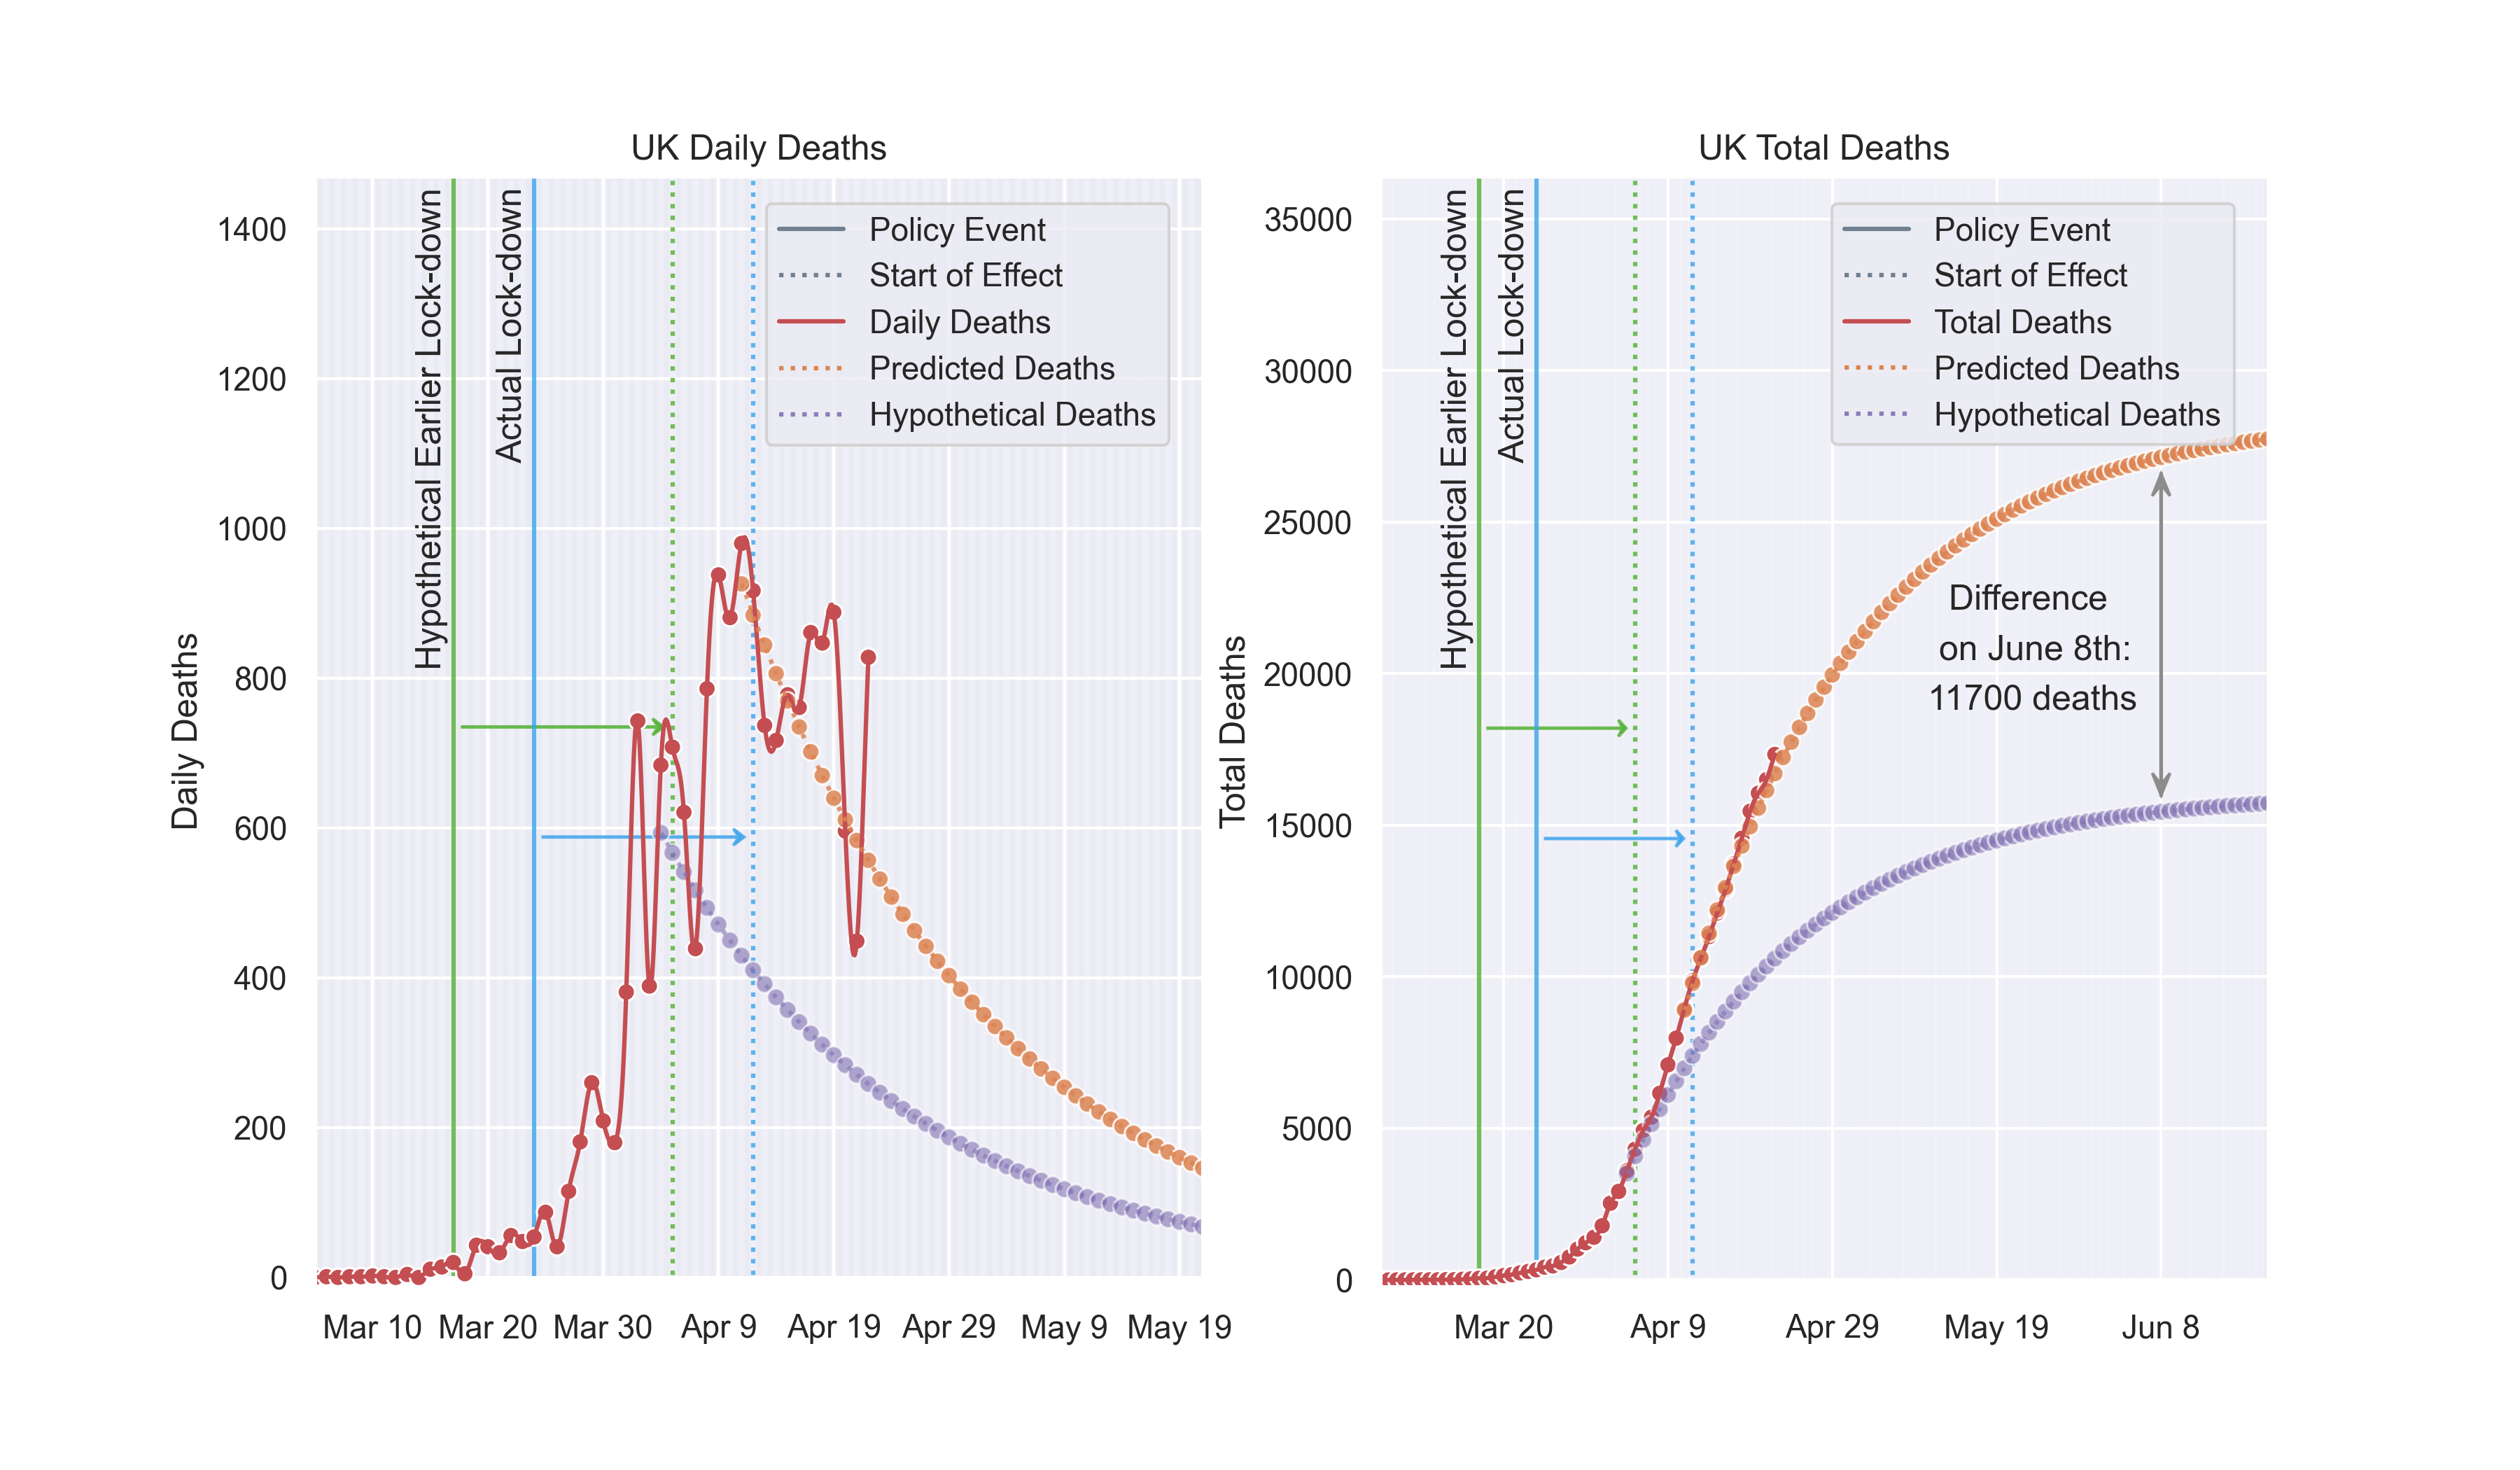 UK Daily Deaths
Daily Deaths
1400
1200
1000
800
600
400
200
0
Mar 10
Mar 20
Mar 30
Apr 9
Apr 19
Apr 29
May 9
May 19
Hypothetical Earlier Lock-down
Actual Lock-down
Policy Event
Start of Effect
Daily Deaths
Predicted Deaths
Hypothetical Deaths
UK Total Deaths
Total Deaths
35000
30000
25000
20000
15000
10000
5000
0
Mar 20
Apr 9
Apr 29
May 19
Jun 8
Hypothetical Earlier Lock-down
Actual Lock-down
Policy Event
Start of Effect
Total Deaths
Predicted Deaths
Hypothetical Deaths
Difference
on June 8th:
11700 deaths